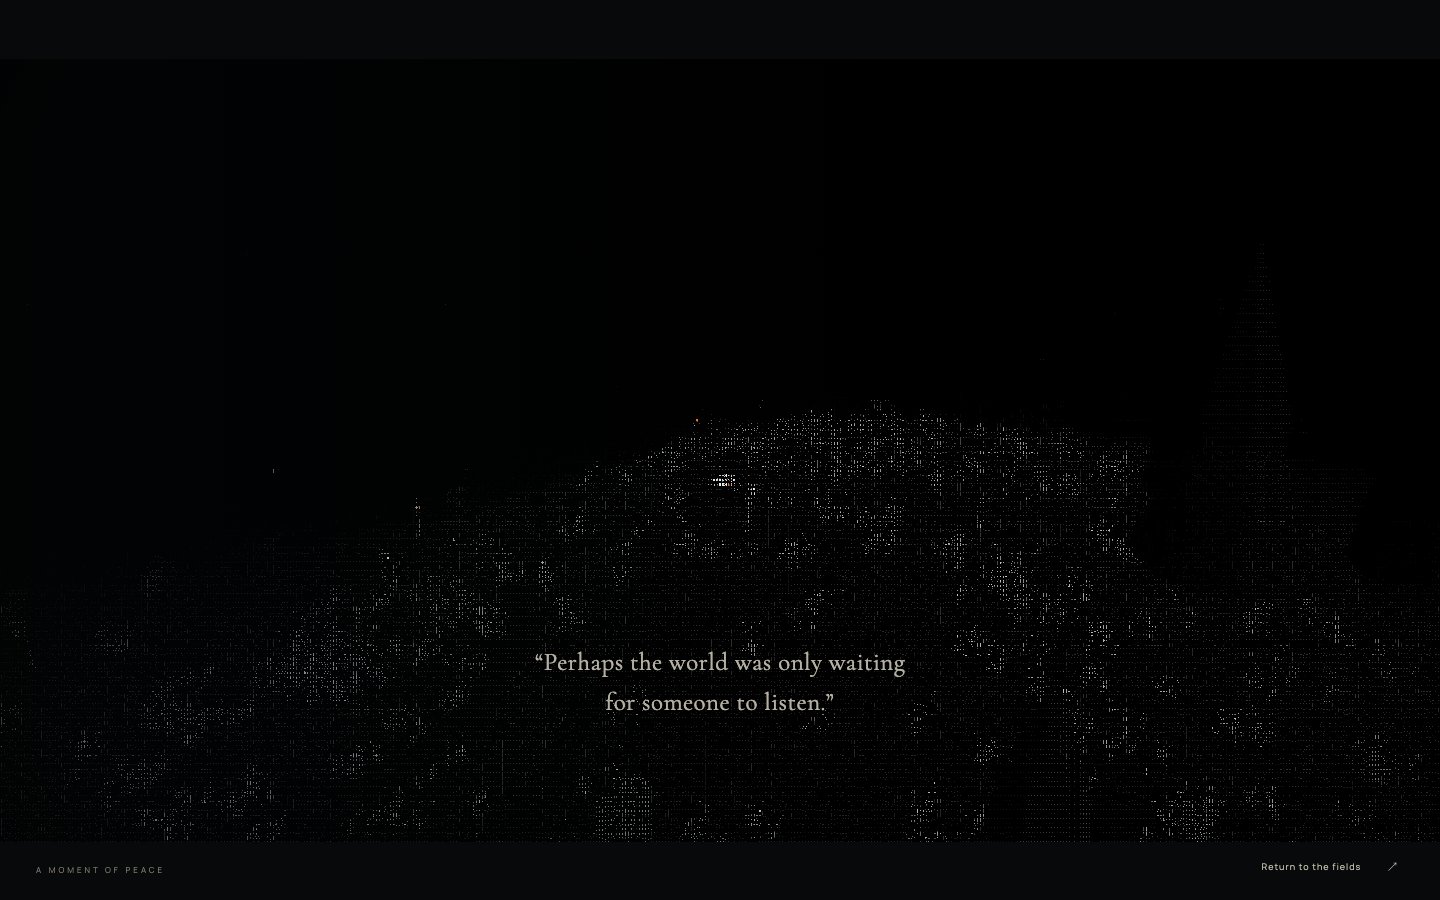 “Perhaps the world was only waiting
for someone to listen.”
A MOMENT OF PEACE
Return to the fields